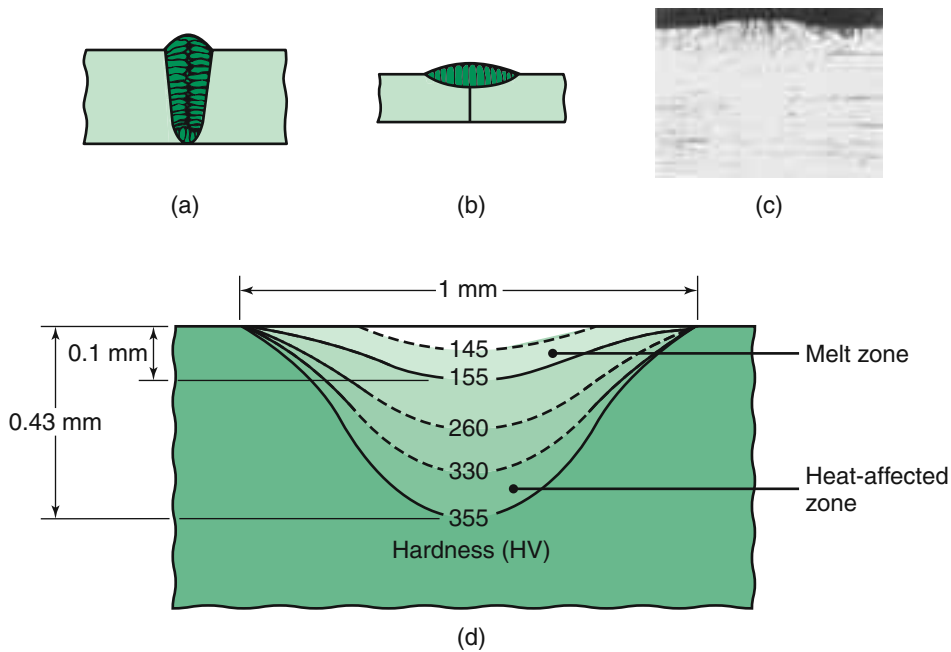 (a)
(b)
(c)
1 mm
0.1 mm
0.43 mm
145
155
260
330
355
Melt zone
Heat-affected
zone
Hardness (HV)
(d)